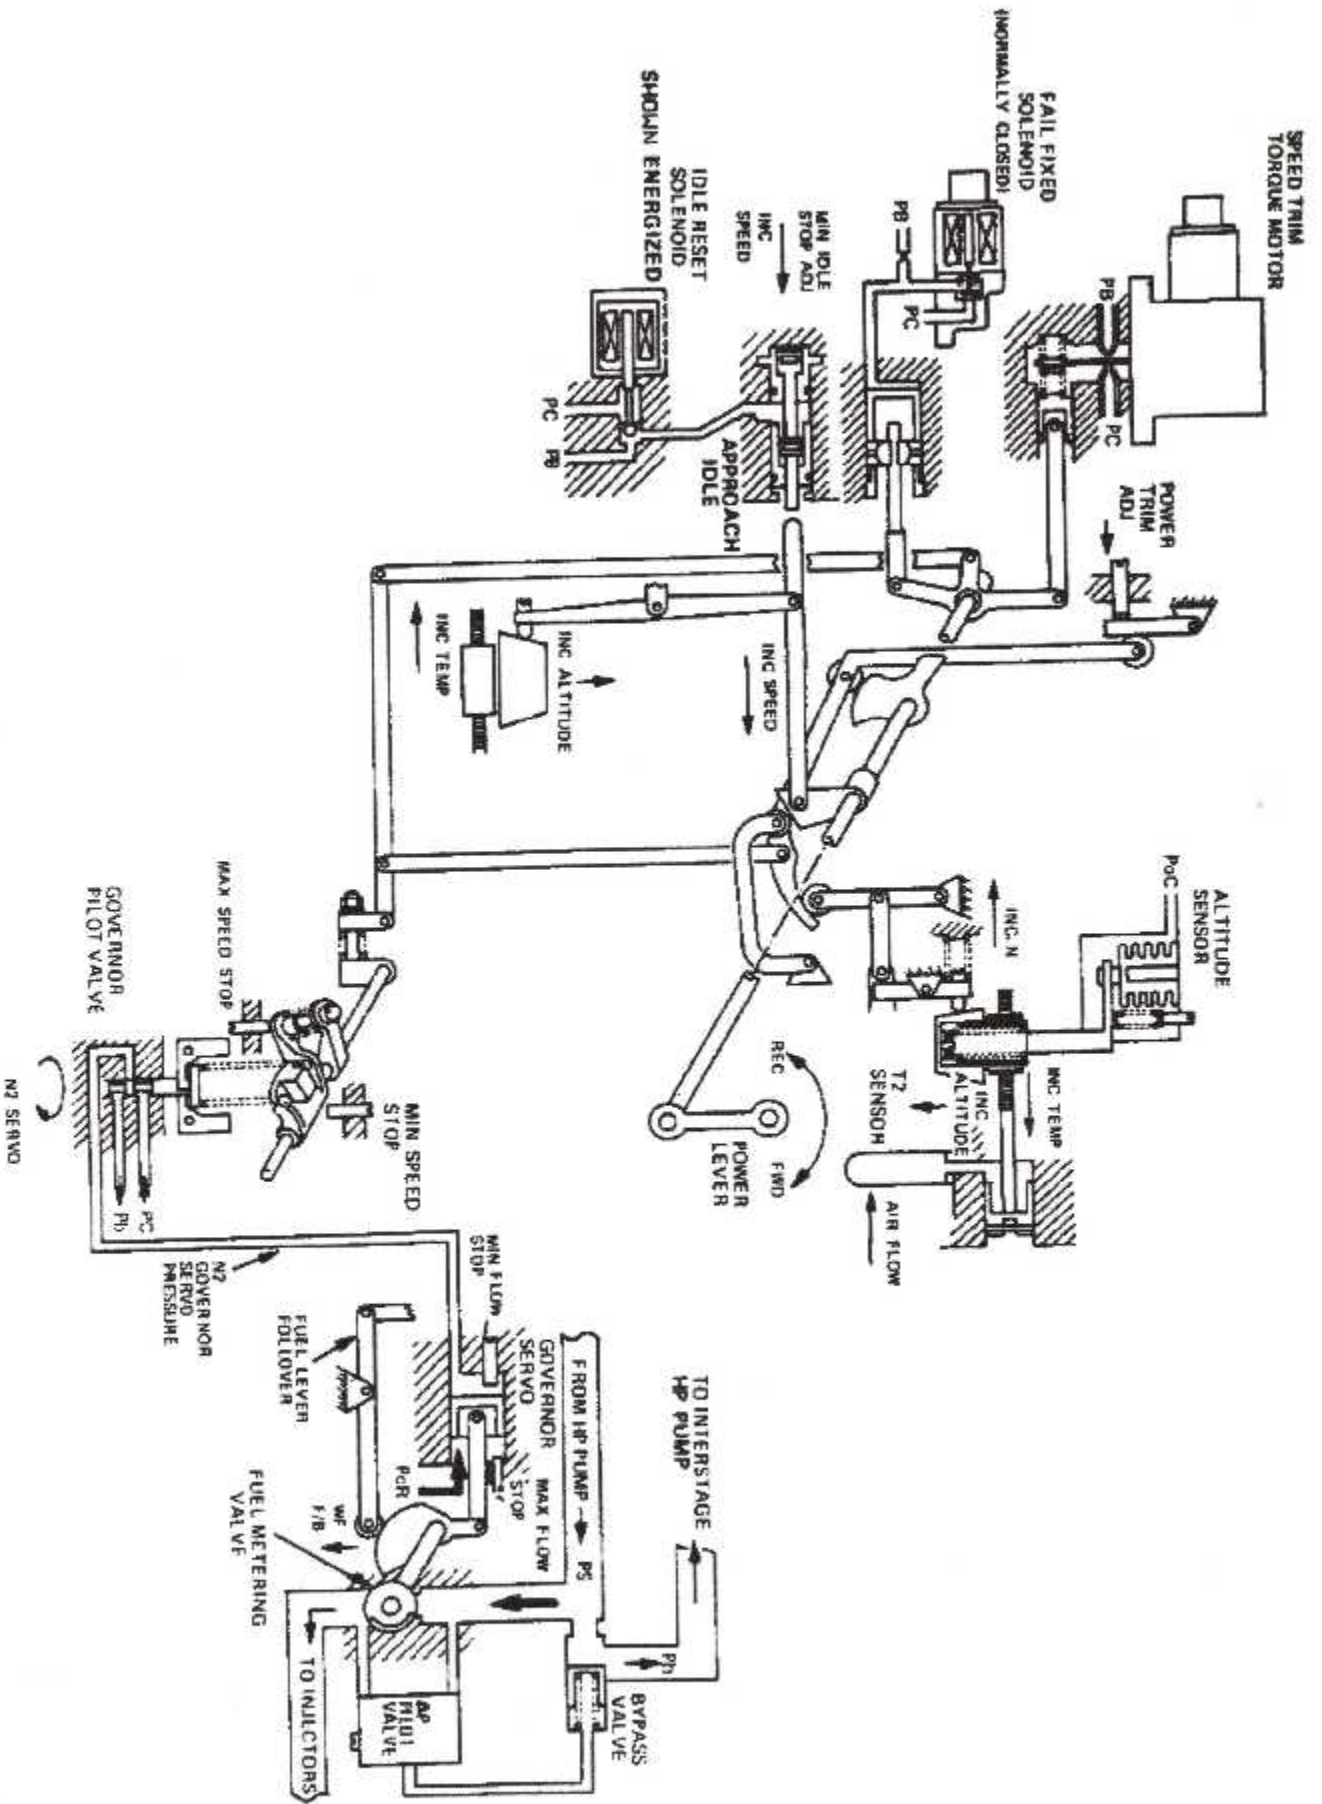 SPEED TRIM
TORQUE MOTOR
FAIL FIXED
SOLENOID
(NORMALLY CLOSED)
PB
PC
PB
PC
POWER
TRIM
ADJ
MIN IDLE
STOP ADJ
INC
SPEED
IDLE RESET
SOLENOID
SHOWN ENERGIZED
PC
PB
APPROACH
IDLE
INC SPEED
INC ALTITUDE
INC TEMP
ALTITUDE
SENSOR
PoC
INC. N
INC TEMP
INC
ALTITUDE
T2
SENSOR
AIR FLOW
REC
FWD
POWER
LEVER
MAX SPEED STOP
MIN SPEED
STOP
GOVERNOR
PILOT VALVE
PC
Pb
N2 SERVO
N2
GOVERNOR
SERVO
PRESSURE
MIN FLOW
STOP
GOVERNOR
SERVO
MAX FLOW
STOP
PcR
FUEL LEVER
FOLLOVER
WF
F/B
FUEL METERING
VALVE
FROM HP PUMP
PS
TO INTERSTAGE
HP PUMP
Ph
BYPASS
VALVE
ΔP
PILOT
VALVE
TO INJECTORS